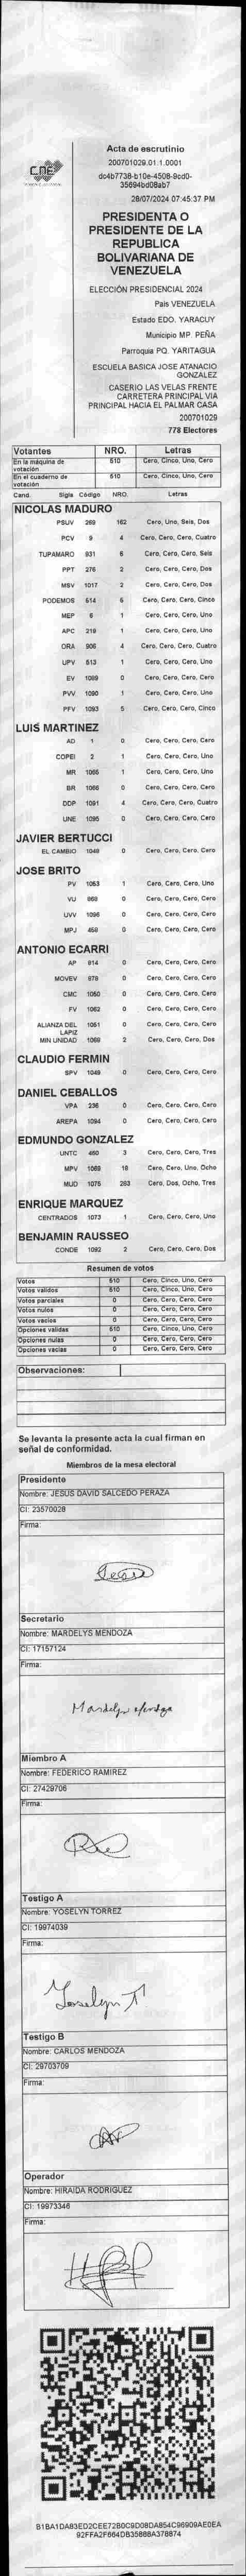 CNE
Acta de escrutinio
200701029.01.1.0001
dc4b7738-b10e-4508-9cd0-
35694bd08ab7
28/07/2024 07:45:37 PM
PRESIDENTA O
PRESIDENTE DE LA
REPUBLICA
BOLIVARIANA DE
VENEZUELA
ELECCIÓN PRESIDENCIAL 2024
País VENEZUELA
Estado EDO. YARACUY
Municipio MP. PEÑA
Parroquia PQ. YARITAGUA
ESCUELA BASICA JOSE ATANACIO
GONZALEZ
CASERIO LAS VELAS FRENTE
CARRETERA PRINCIPAL VIA
PRINCIPAL HACIA EL PALMAR CASA
200701029
778 Electores
Votantes NRO. Letras
En la máquina de votación 510 Cero, Cinco, Uno, Cero
En el cuaderno de votación 510 Cero, Cinco, Uno, Cero
Cand. Sigla Código NRO. Letras
NICOLAS MADURO
PSUV 269 162 Cero, Uno, Seis, Dos
PCV 9 4 Cero, Cero, Cero, Cuatro
TUPAMARO 931 6 Cero, Cero, Cero, Seis
PPT 276 2 Cero, Cero, Cero, Dos
MSV 1017 2 Cero, Cero, Cero, Dos
PODEMOS 514 5 Cero, Cero, Cero, Cinco
MEP 6 1 Cero, Cero, Cero, Uno
APC 219 1 Cero, Cero, Cero, Uno
ORA 906 4 Cero, Cero, Cero, Cuatro
UPV 513 1 Cero, Cero, Cero, Uno
EV 1089 0 Cero, Cero, Cero, Cero
PVV 1090 1 Cero, Cero, Cero, Uno
PFV 1093 5 Cero, Cero, Cero, Cinco
LUIS MARTINEZ
AD 1 0 Cero, Cero, Cero, Cero
COPEI 2 1 Cero, Cero, Cero, Uno
MR 1065 1 Cero, Cero, Cero, Uno
BR 1066 0 Cero, Cero, Cero, Cero
DDP 1091 4 Cero, Cero, Cero, Cuatro
UNE 1095 0 Cero, Cero, Cero, Cero
JAVIER BERTUCCI
EL CAMBIO 1048 0 Cero, Cero, Cero, Cero
JOSE BRITO
PV 1053 1 Cero, Cero, Cero, Uno
VU 968 0 Cero, Cero, Cero, Cero
UVV 1096 0 Cero, Cero, Cero, Cero
MPJ 458 0 Cero, Cero, Cero, Cero
ANTONIO ECARRI
AP 814 0 Cero, Cero, Cero, Cero
MOVEV 978 0 Cero, Cero, Cero, Cero
CMC 1050 0 Cero, Cero, Cero, Cero
FV 1062 0 Cero, Cero, Cero, Cero
ALIANZA DEL LAPIZ 1051 0 Cero, Cero, Cero, Cero
MIN UNIDAD 1069 2 Cero, Cero, Cero, Dos
CLAUDIO FERMIN
SPV 1049 0 Cero, Cero, Cero, Cero
DANIEL CEBALLOS
VPA 236 0 Cero, Cero, Cero, Cero
AREPA 1094 0 Cero, Cero, Cero, Cero
EDMUNDO GONZALEZ
UNTC 460 3 Cero, Cero, Cero, Tres
MPV 1069 18 Cero, Cero, Uno, Ocho
MUD 1075 283 Cero, Dos, Ocho, Tres
ENRIQUE MARQUEZ
CENTRADOS 1073 1 Cero, Cero, Cero, Uno
BENJAMIN RAUSSEO
CONDE 1092 2 Cero, Cero, Cero, Dos
Resumen de votos
Votos 510 Cero, Cinco, Uno, Cero
Votos validos 510 Cero, Cinco, Uno, Cero
Votos parciales 0 Cero, Cero, Cero, Cero
Votos nulos 0 Cero, Cero, Cero, Cero
Votos vacios 0 Cero, Cero, Cero, Cero
Opciones validas 510 Cero, Cinco, Uno, Cero
Opciones nulas 0 Cero, Cero, Cero, Cero
Opciones vacias 0 Cero, Cero, Cero, Cero
Observaciones:
Se levanta la presente acta la cual firman en
señal de conformidad.
Miembros de la mesa electoral
Presidente
Nombre: JESUS DAVID SALCEDO PERAZA
CI: 23570028
Firma:
Secretario
Nombre: MARDELYS MENDOZA
CI: 17157124
Firma:
Mardelys Mendoza
Miembro A
Nombre: FEDERICO RAMIREZ
CI: 27429706
Firma:
Testigo A
Nombre: YOSELYN TORREZ
CI: 19974039
Firma:
Yoselyn T
Testigo B
Nombre: CARLOS MENDOZA
CI: 29703709
Firma:
Operador
Nombre: HIRAIDA RODRIGUEZ
CI: 19973346
Firma:
B1BA1DA83ED2CEE72B0C9D08DA854C96909AE0EA
92FFA2F664DB35888A378874